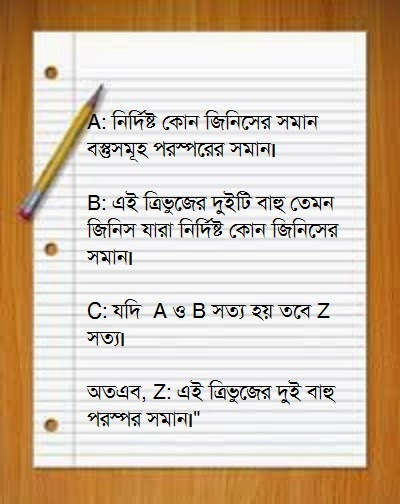 A: নির্দিষ্ট কোন জিনিসের সমান
বস্তুসমূহ পরস্পরের সমান।
B: এই ত্রিভুজের দুইটি বাহু তেমন
জিনিস যারা নির্দিষ্ট কোন জিনিসের
সমান।
C: যদি A ও B সত্য হয় তবে Z
সত্য।
অতএব, Z: এই ত্রিভুজের দুই বাহু
পরস্পর সমান।"